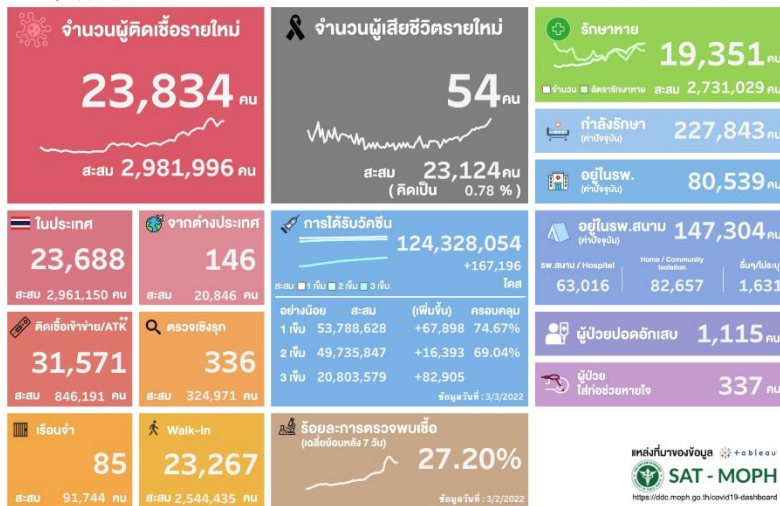 จำนวนผู้ติดเชื้อรายใหม่
23,834 คน
สะสม 2,981,996 คน
จำนวนผู้เสียชีวิตรายใหม่
54 คน
สะสม 23,124 คน
(คิดเป็น 0.78 %)
รักษาหาย
19,351 คน
จำนวน อัตรารักษาหาย สะสม 2,731,029 คน
กำลังรักษา
(ค่าปัจจุบัน)
227,843 คน
อยู่ในรพ.
(ค่าปัจจุบัน)
80,539 คน
ในประเทศ
23,688
สะสม 2,961,150 คน
จากต่างประเทศ
146
สะสม 20,846 คน
การได้รับวัคซีน
124,328,054
+167,196
สะสม 1 เข็ม 2 เข็ม 3 เข็ม โดส
อย่างน้อย สะสม (เพิ่มขึ้น) ครอบคลุม
1 เข็ม 53,788,628 +67,898 74.67%
2 เข็ม 49,735,847 +16,393 69.04%
3 เข็ม 20,803,579 +82,905
ข้อมูลวันที่ : 3/3/2022
อยู่ในรพ.สนาม 147,304 คน
(ค่าปัจจุบัน)
รพ.สนาม / Hospitel Home / Community Isolation อื่นๆ/ไม่ระบุ
63,016 82,657 1,631
ติดเชื้อเข้าข่าย/ATK**
31,571
สะสม 846,191 คน
ตรวจเชิงรุก
336
สะสม 324,971 คน
ผู้ป่วยปอดอักเสบ 1,115 คน
ผู้ป่วย
ใส่ท่อช่วยหายใจ
337 คน
เรือนจำ
85
สะสม 91,744 คน
Walk-in
23,267
สะสม 2,544,435 คน
ร้อยละการตรวจพบเชื้อ
(เฉลี่ยย้อนหลัง 7 วัน)
27.20%
ข้อมูลวันที่ : 3/2/2022
แหล่งที่มาของข้อมูล +ableau
SAT - MOPH
https://ddc.moph.go.th/covid19-dashboard